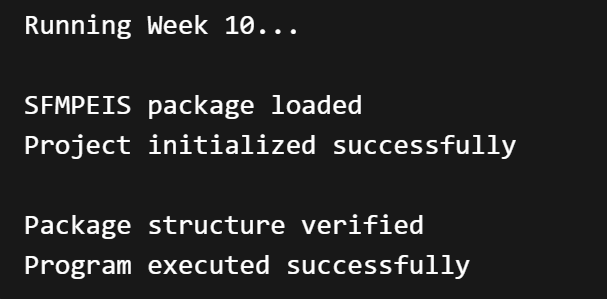 Running Week 10...
SFMPEIS package loaded
Project initialized successfully
Package structure verified
Program executed successfully